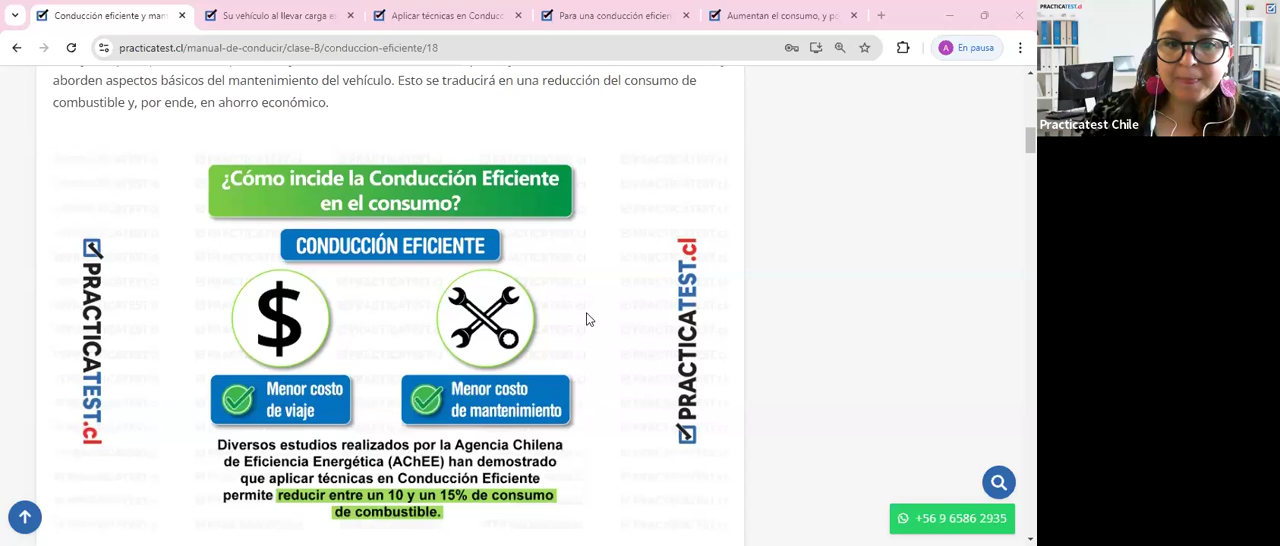 Conducción eficiente y man
Su vehículo al llevar carga e
Aplicar técnicas en Conducc
Para una conducción eficien
Aumentan el consumo, y po
practicatest.cl/manual-de-conducir/clase-B/conduccion-eficiente/18
A
En pausa
PRACTICATEST.cl
Practicatest Chile
aborden aspectos básicos del mantenimiento del vehículo. Esto se traducirá en una reducción del consumo de
combustible y, por ende, en ahorro económico.
¿Cómo incide la Conducción Eficiente
en el consumo?
CONDUCCIÓN EFICIENTE
$
PRACTICATEST.cl
PRACTICATEST.cl
Menor costo
de viaje
Menor costo
de mantenimiento
Diversos estudios realizados por la Agencia Chilena
de Eficiencia Energética (AChEE) han demostrado
que aplicar técnicas en Conducción Eficiente
permite reducir entre un 10 y un 15% de consumo
de combustible.
+56 9 6586 2935